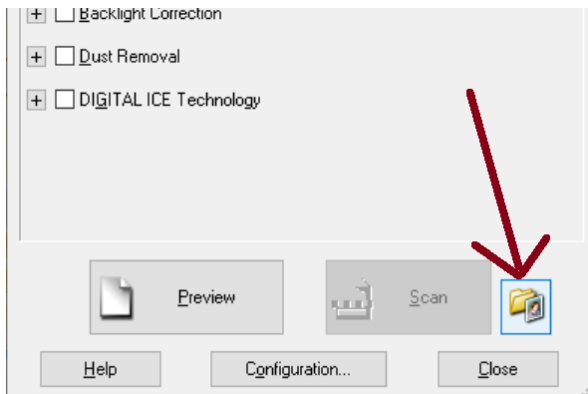 Backlight Correction
Dust Removal
DIGITAL ICE Technology
Preview Scan
Help Configuration... Close